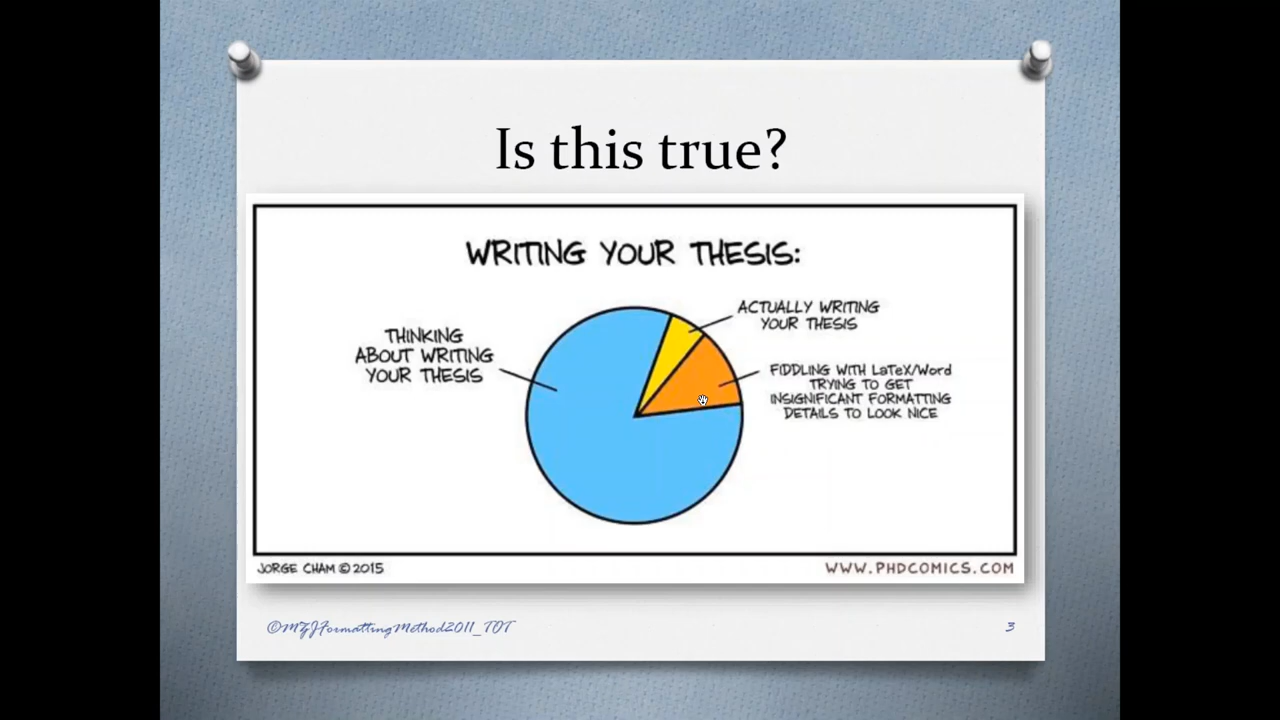 Is this true?
WRITING YOUR THESIS:
THINKING
ABOUT WRITING
YOUR THESIS
ACTUALLY WRITING
YOUR THESIS
FIDDLING WITH LaTeX/Word
TRYING TO GET
INSIGNIFICANT FORMATTING
DETAILS TO LOOK NICE
JORGE CHAM © 2015
WWW.PHDCOMICS.COM
©MZJFormattingMethod2011_TOT
3